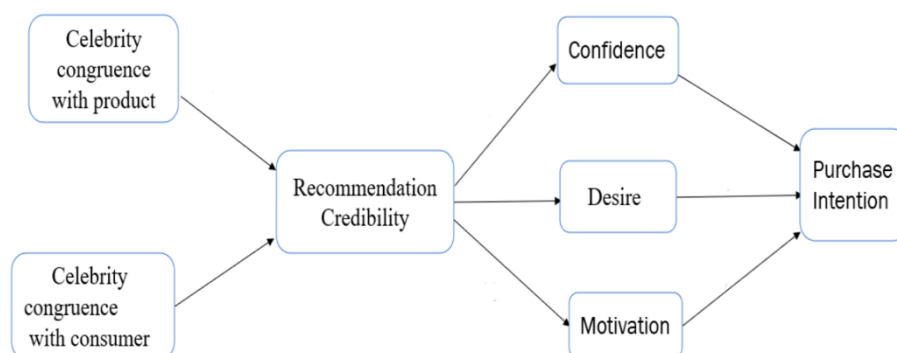 Celebrity
congruence
with product
Confidence
Recommendation
Credibility
Desire
Purchase
Intention
Celebrity
congruence
with consumer
Motivation